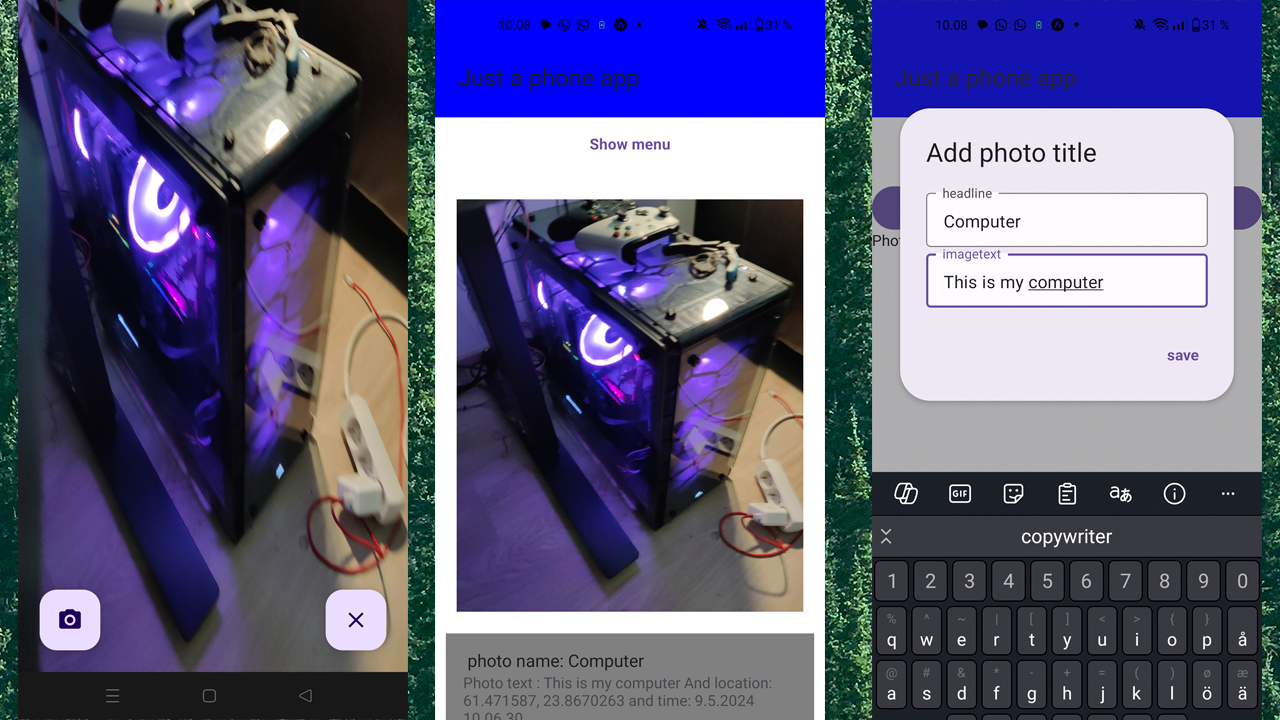 10.08
31 %
Just a phone app
Show menu
photo name: Computer
Photo text : This is my computer And location:
61.471587, 23.8670263 and time: 9.5.2024
10.06.30
10.08
31 %
Just a phone app
Add photo title
headline
Computer
Phot
imagetext
This is my computer
save
GIF
copywriter
1 2 3 4 5 6 7 8 9 0
% ^ ~ | [ ] < > { }
q w e r t y u i o p å
@ # & * - + = ( ) ø æ
a s d f g h j k l ö ä